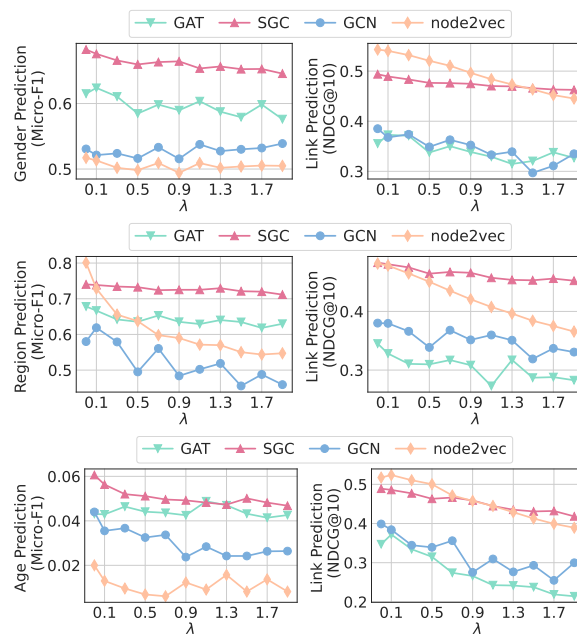 GAT SGC GCN node2vec
Gender Prediction
(Micro-F1)
0.6
0.5
0.1 0.5 0.9 1.3 1.7
λ
Link Prediction
(NDCG@10)
0.5
0.4
0.3
0.1 0.5 0.9 1.3 1.7
λ
GAT SGC GCN node2vec
Region Prediction
(Micro-F1)
0.8
0.7
0.6
0.5
0.1 0.5 0.9 1.3 1.7
λ
Link Prediction
(NDCG@10)
0.4
0.3
0.1 0.5 0.9 1.3 1.7
λ
GAT SGC GCN node2vec
Age Prediction
(Micro-F1)
0.06
0.04
0.02
0.1 0.5 0.9 1.3 1.7
λ
Link Prediction
(NDCG@10)
0.5
0.4
0.3
0.2
0.1 0.5 0.9 1.3 1.7
λ